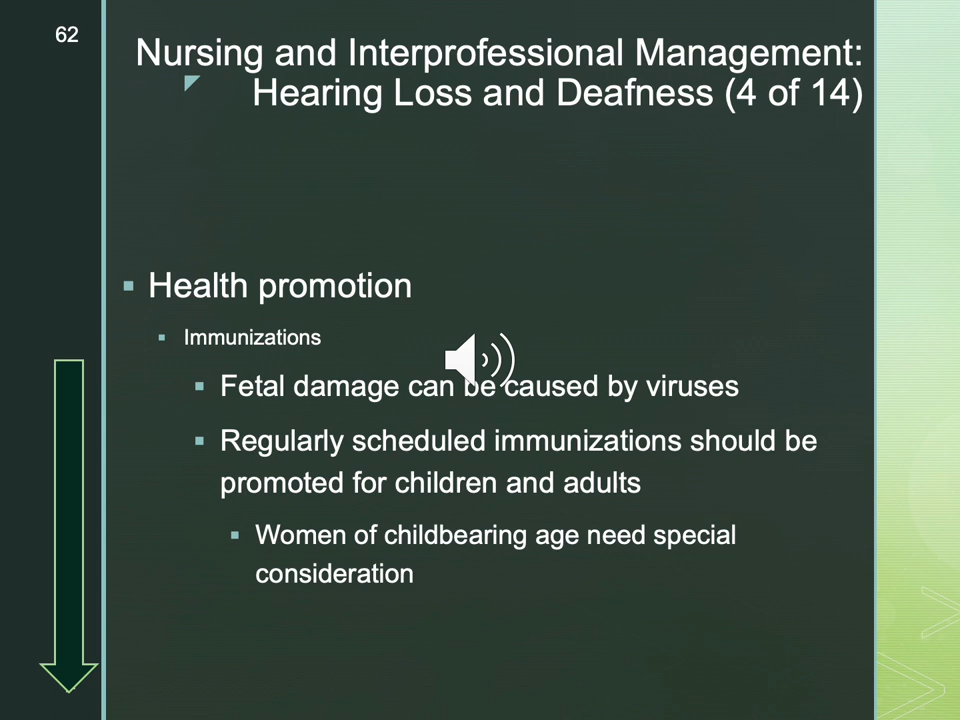 62
Nursing and Interprofessional Management:
Hearing Loss and Deafness (4 of 14)
▪ Health promotion
▪ Immunizations
▪ Fetal damage can be caused by viruses
▪ Regularly scheduled immunizations should be
promoted for children and adults
▪ Women of childbearing age need special
consideration